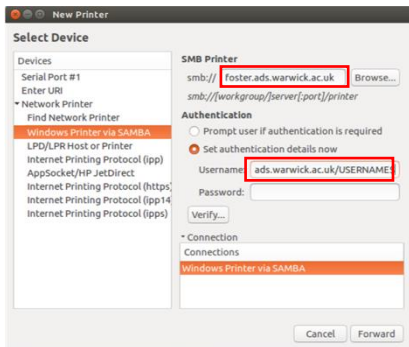 New Printer
Select Device
Devices
Serial Port #1
Enter URI
Network Printer
Find Network Printer
Windows Printer via SAMBA
LPD/LPR Host or Printer
Internet Printing Protocol (ipp)
AppSocket/HP JetDirect
Internet Printing Protocol (https)
Internet Printing Protocol (ipp14
Internet Printing Protocol (ipps)
SMB Printer
smb:// foster.ads.warwick.ac.uk Browse...
smb://[workgroup/]server[:port]/printer
Authentication
Prompt user if authentication is required
Set authentication details now
Username: ads.warwick.ac.uk/USERNAMES
Password:
Verify...
Connection
Connections
Windows Printer via SAMBA
Cancel Forward